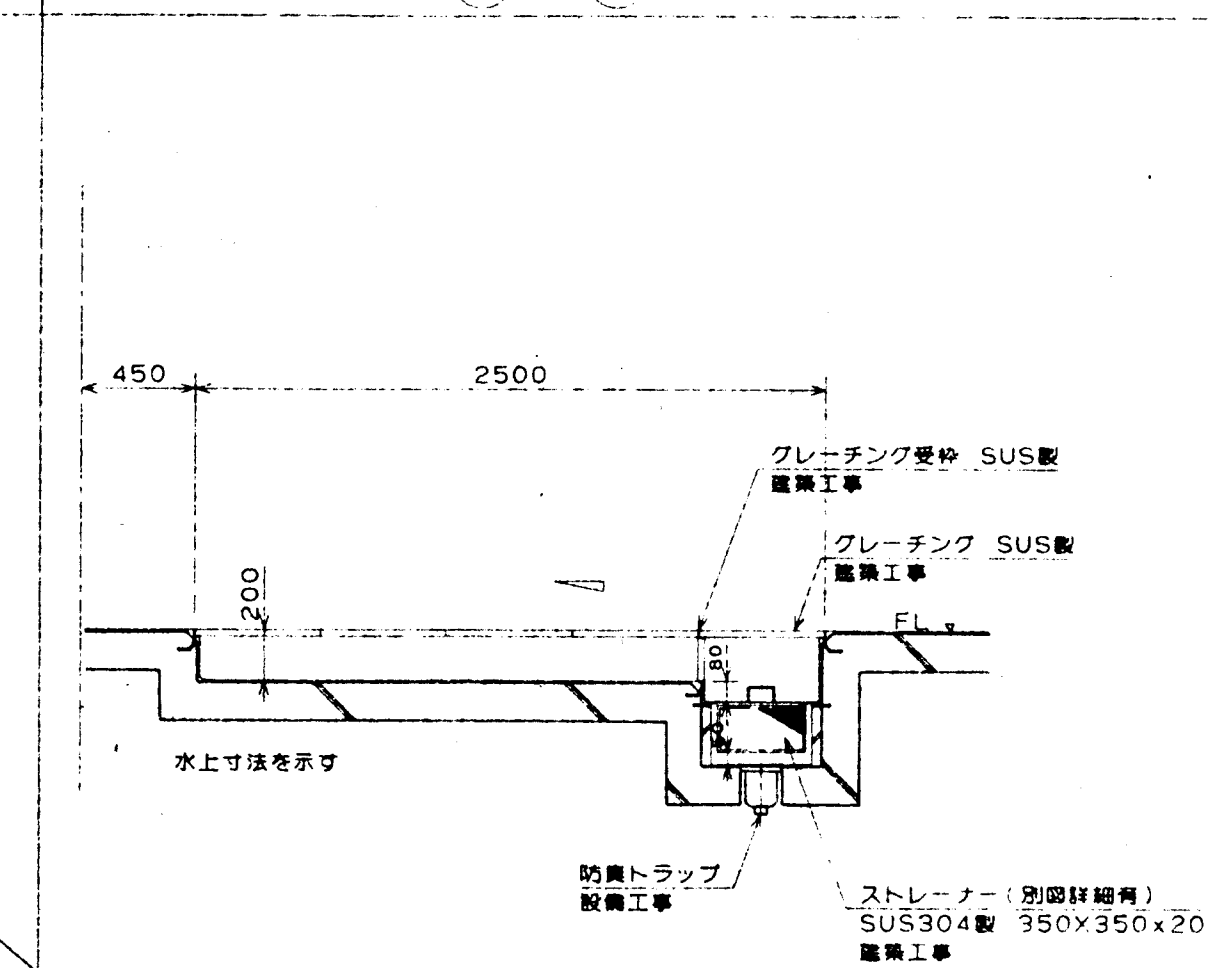 450
2500
グレーチング受枠 SUS製
建築工事
グレーチング SUS製
建築工事
200
FL
80
水上寸法を示す
防臭トラップ
設備工事
ストレーナー(別図詳細有)
SUS304製 350X350x20
建築工事